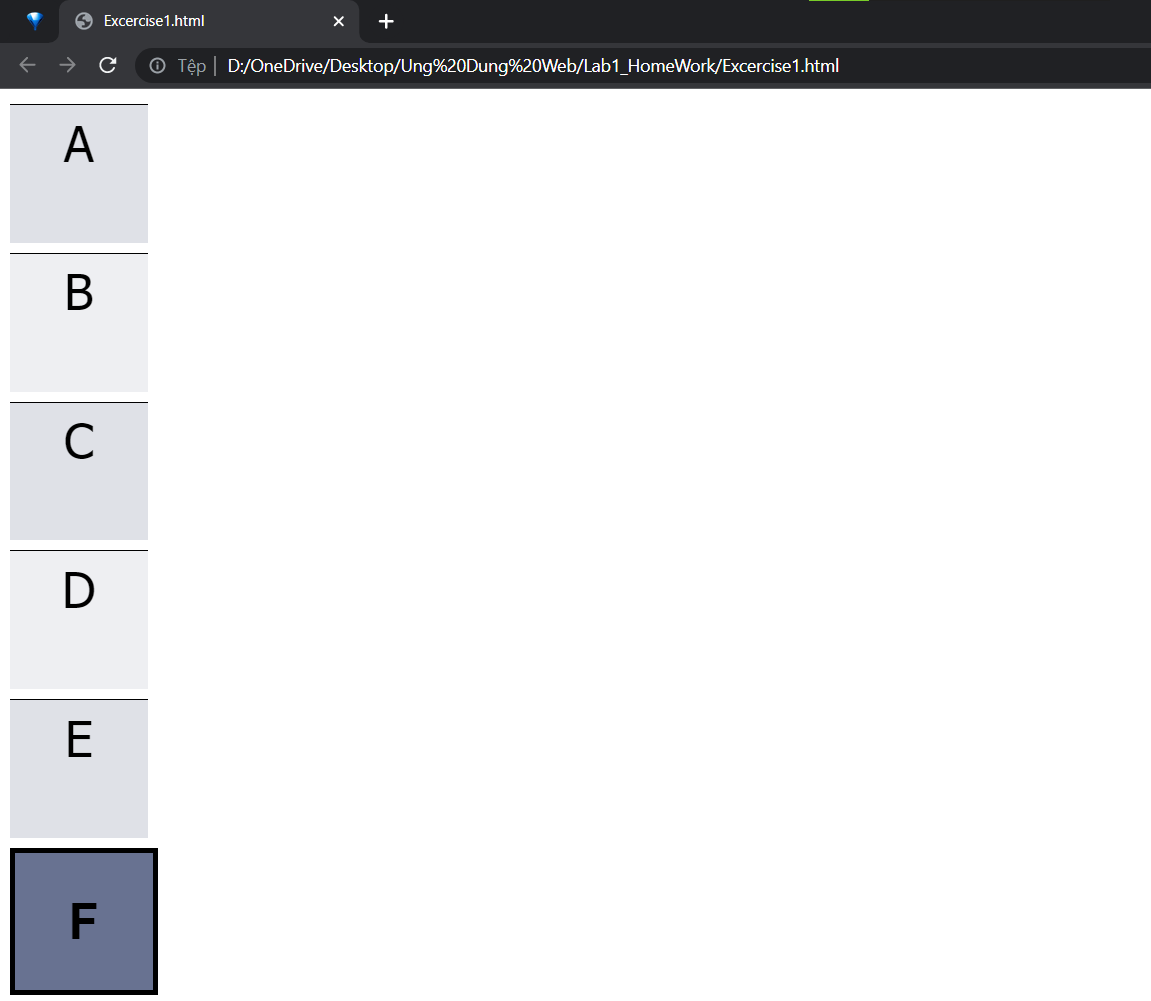 Excercise1.html
Tệp | D:/OneDrive/Desktop/Ung%20Dung%20Web/Lab1_HomeWork/Excercise1.html
A
B
C
D
E
F